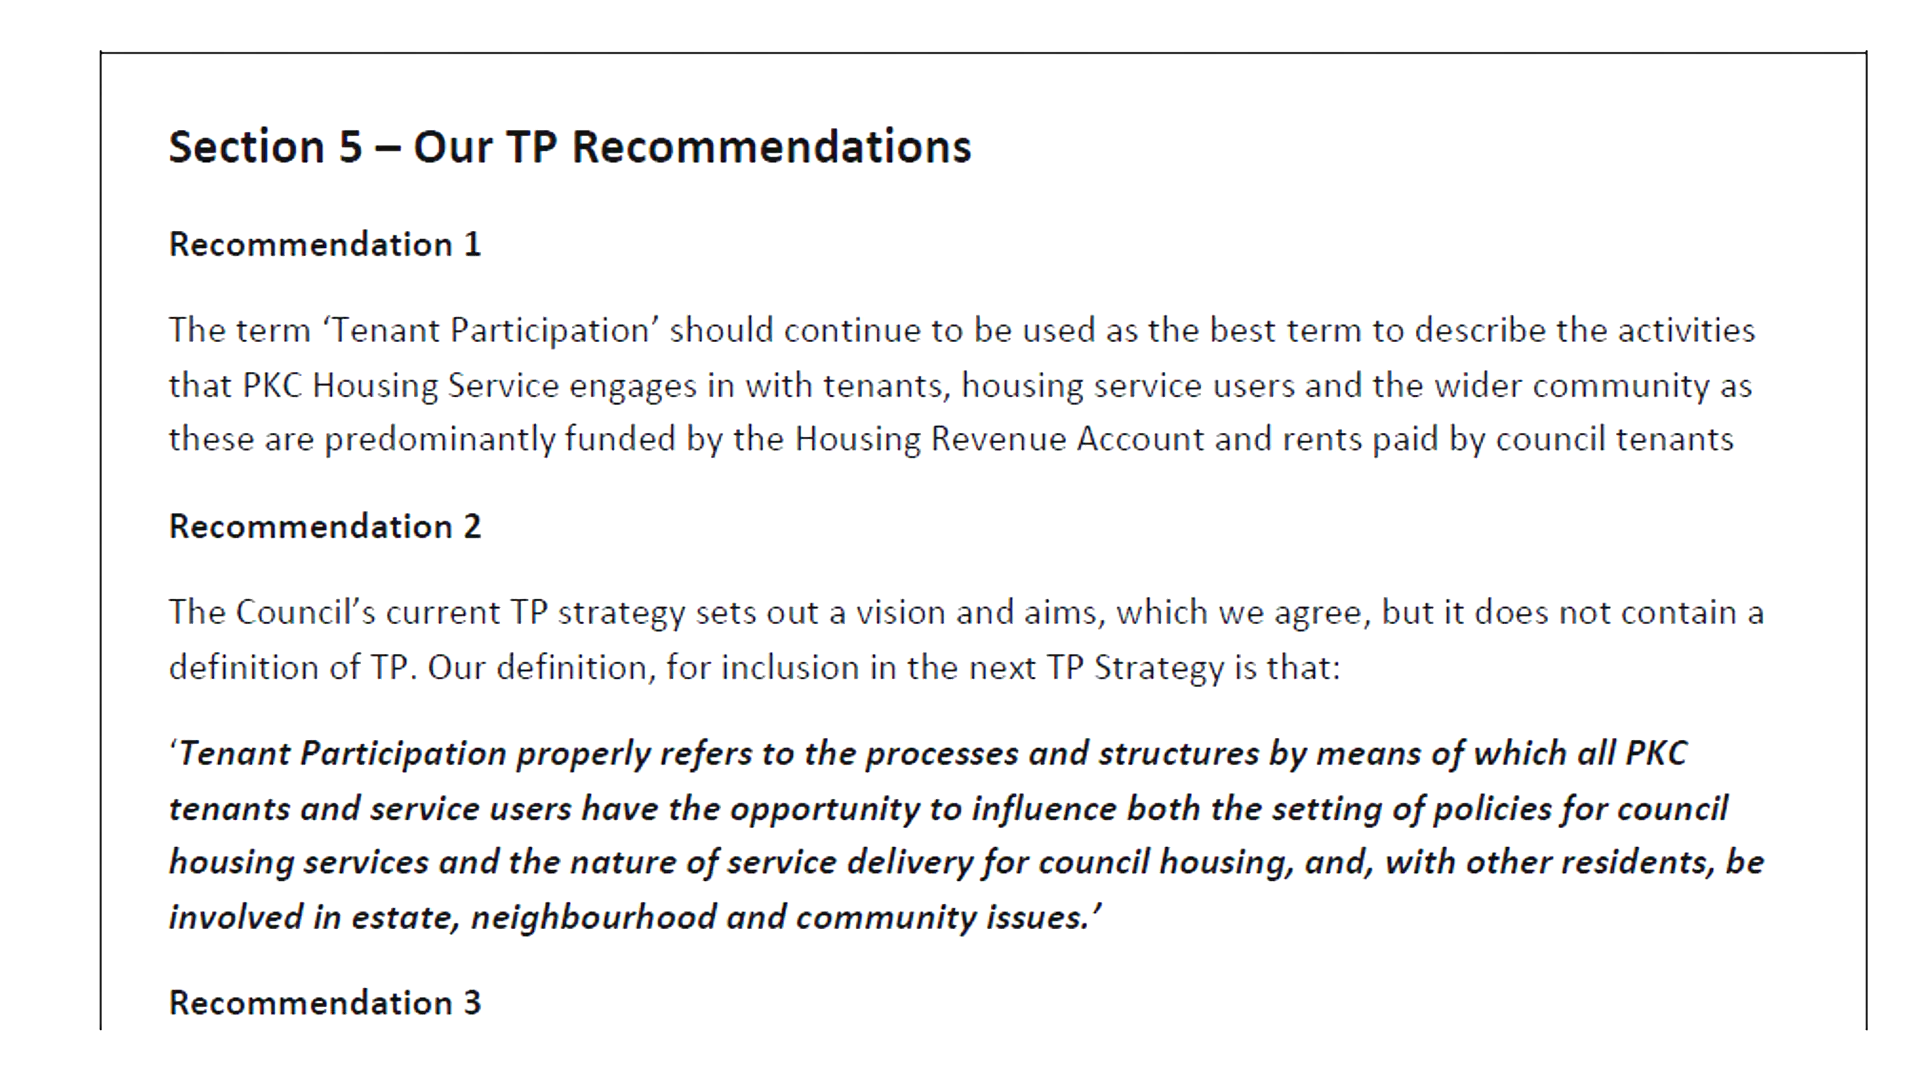 Section 5 – Our TP Recommendations
Recommendation 1
The term ‘Tenant Participation’ should continue to be used as the best term to describe the activities
that PKC Housing Service engages in with tenants, housing service users and the wider community as
these are predominantly funded by the Housing Revenue Account and rents paid by council tenants
Recommendation 2
The Council’s current TP strategy sets out a vision and aims, which we agree, but it does not contain a
definition of TP. Our definition, for inclusion in the next TP Strategy is that:
‘Tenant Participation properly refers to the processes and structures by means of which all PKC
tenants and service users have the opportunity to influence both the setting of policies for council
housing services and the nature of service delivery for council housing, and, with other residents, be
involved in estate, neighbourhood and community issues.’
Recommendation 3